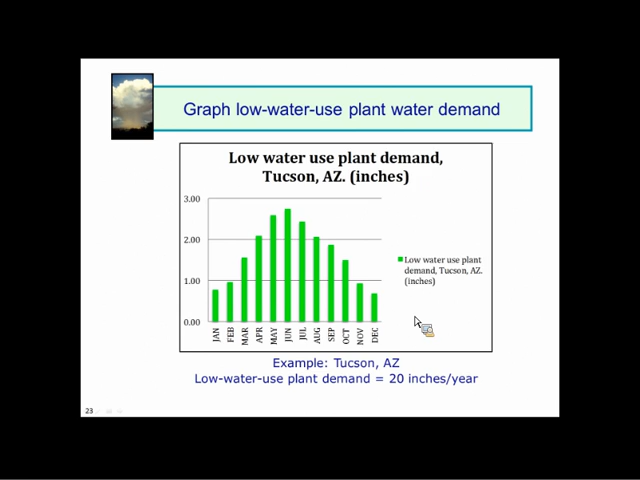 Graph low-water-use plant water demand
Low water use plant demand,
Tucson, AZ. (inches)
3.00
2.00
1.00
0.00
JAN
FEB
MAR
APR
MAY
JUN
JUL
AUG
SEP
OCT
NOV
DEC
Low water use plant
demand, Tucson, AZ.
(inches)
Example: Tucson, AZ
Low-water-use plant demand = 20 inches/year
23